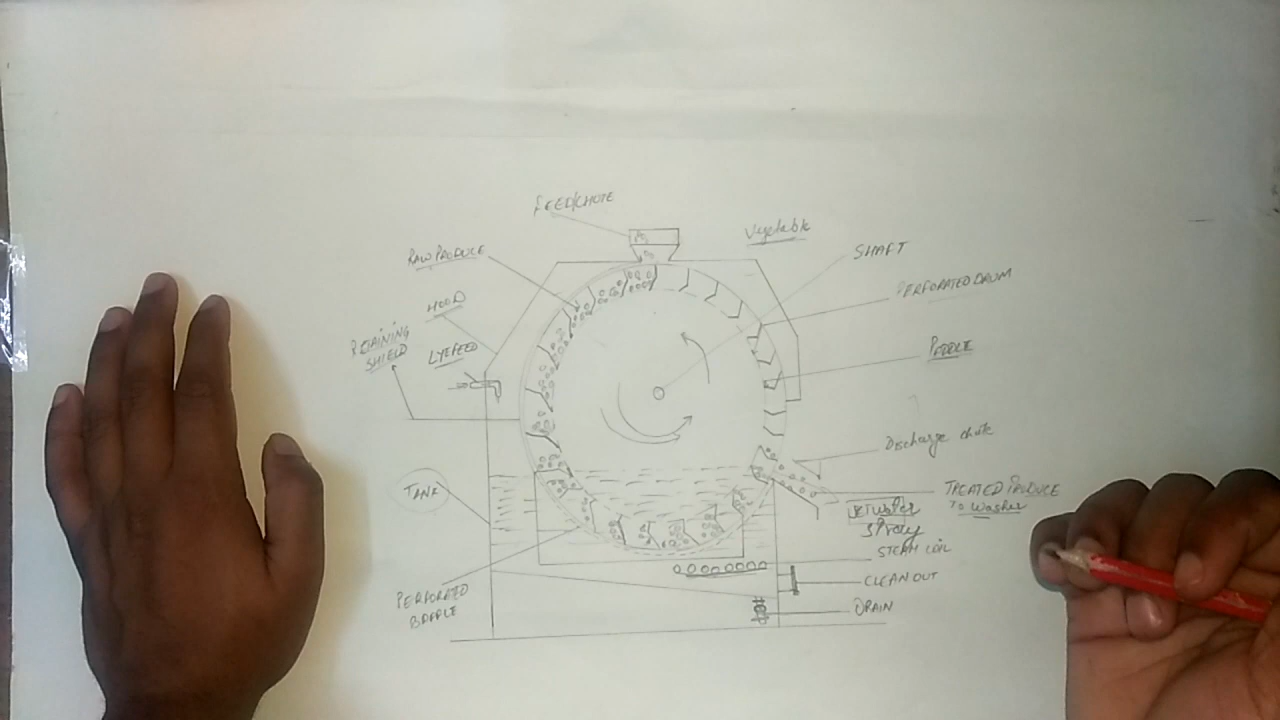 FEED/CHUTE
Vegetable
RAW PRODUCE
SHAFT
HOOD
PERFORATED DRUM
RETAINING
SHIELD
LYEFEED
PADDLE
Discharge chute
TANK
TREATED PRODUCE
To Washer
Water
Spray
STEAM COIL
CLEAN OUT
PERFORATED
BAFFLE
DRAIN